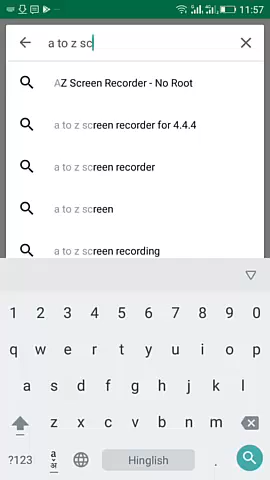 11:57
a to z sc
AZ Screen Recorder - No Root
a to z screen recorder for 4.4.4
a to z screen recorder
a to z screen
a to z screen recording
1 2 3 4 5 6 7 8 9 0
q w e r t y u i o p
a s d f g h j k l
z x c v b n m
?123 a अ Hinglish .